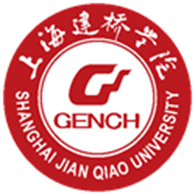 上海建桥学院
GENCH
SHANGHAI JIAN QIAO UNIVERSITY